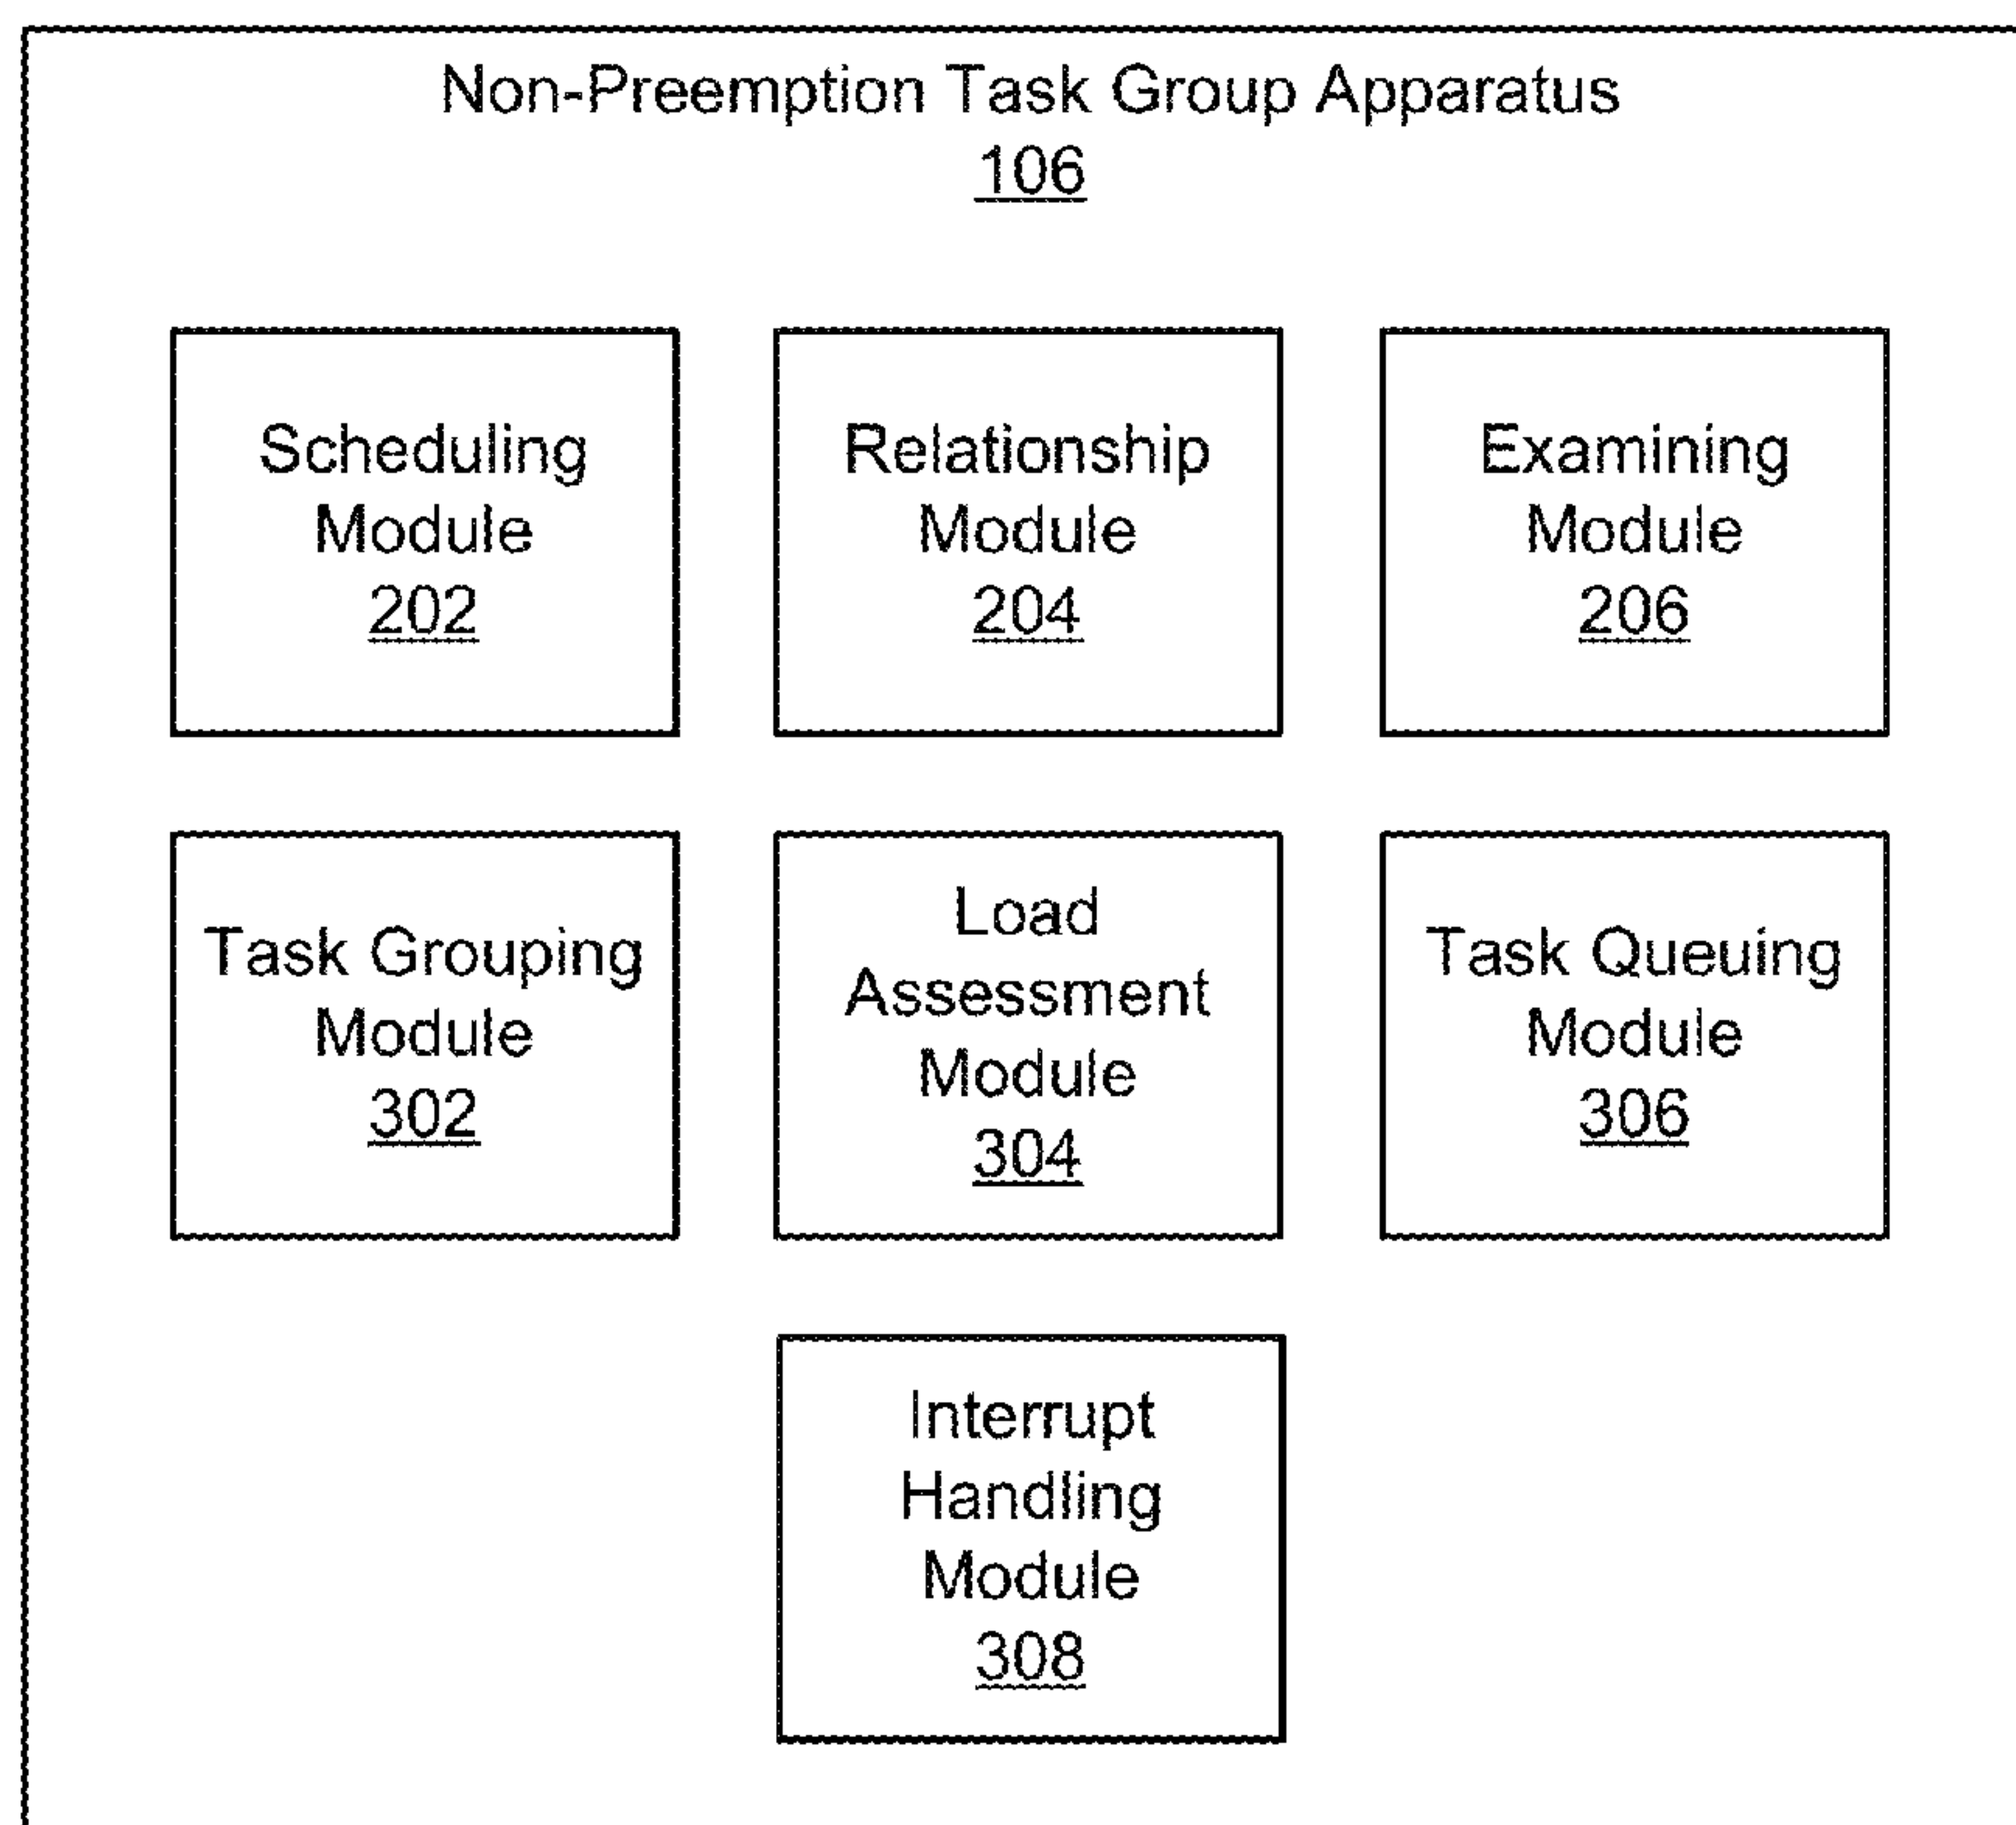 Non-Preemption Task Group Apparatus
106
Scheduling
Module
202
Relationship
Module
204
Examining
Module
206
Task Grouping
Module
302
Load
Assessment
Module
304
Task Queuing
Module
306
Interrupt
Handling
Module
308